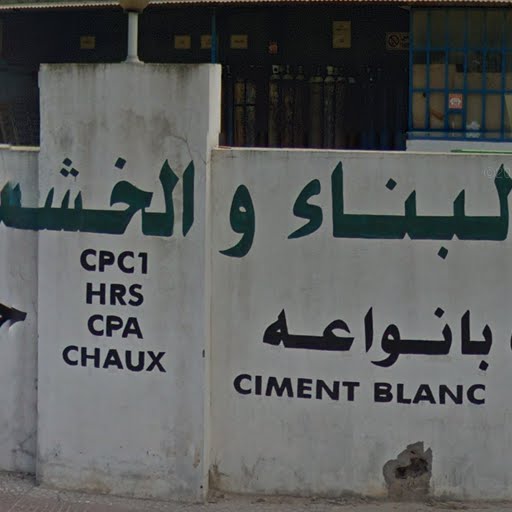 البناء و الخشب
CPC1
HRS
CPA
CHAUX
بانواعه
CIMENT BLANC